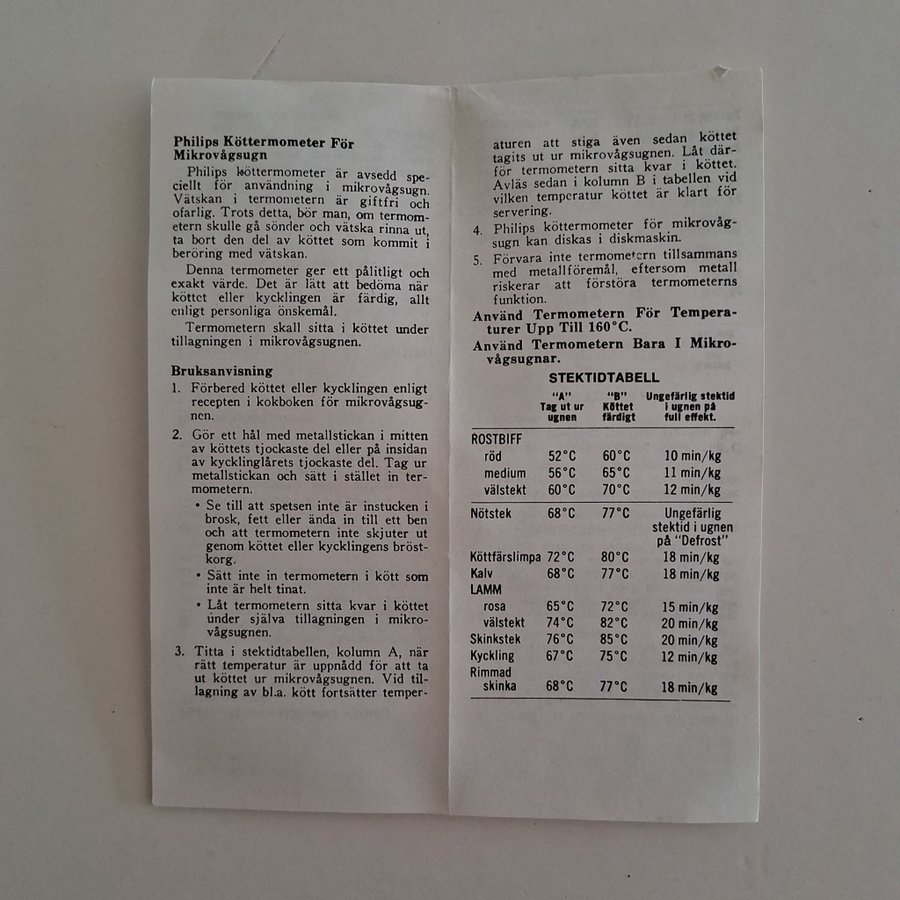 Philips Köttermometer För
Mikrovågsugn
Philips köttermometer är avsedd spe-
ciellt för användning i mikrovågsugn.
Vätskan i termometern är giftfri och
ofarlig. Trots detta, bör man, om termom-
etern skulle gå sönder och vätska rinna ut,
ta bort den del av köttet som kommit i
beröring med vätskan.
Denna termometer ger ett pålitligt och
exakt värde. Det är lätt att bedöma när
köttet eller kycklingen är färdig, allt
enligt personliga önskemål.
Termometern skall sitta i köttet under
tillagningen i mikrovågsugnen.
Bruksanvisning
1. Förbered köttet eller kycklingen enligt
recepten i kokboken för mikrovågsug-
nen.
2. Gör ett hål med metallstickan i mitten
av köttets tjockaste del eller på insidan
av kycklinglårets tjockaste del. Tag ur
metallstickan och sätt i stället in ter-
mometern.
• Se till att spetsen inte är instucken i
brosk, fett eller ända in till ett ben
och att termometern inte skjuter ut
genom köttet eller kycklingens bröst-
korg.
• Sätt inte in termometern i kött som
inte är helt tinat.
• Låt termometern sitta kvar i köttet
under själva tillagningen i mikro-
vågsugnen.
3. Titta i stektidtabellen, kolumn A, när
rätt temperatur är uppnådd för att ta
ut köttet ur mikrovågsugnen. Vid til-
lagning av bl.a. kött fortsätter temper-
aturen att stiga även sedan köttet
tagits ut ur mikrovågsugnen. Låt där-
för termometern sitta kvar i köttet.
Avläs sedan i kolumn B i tabellen vid
vilken temperatur köttet är klart för
servering.
4. Philips köttermometer för mikrovåg-
sugn kan diskas i diskmaskin.
5. Förvara inte termometern tillsammans
med metallföremål, eftersom metall
riskerar att förstöra termometerns
funktion.
Använd Termometern För Tempera-
turer Upp Till 160°C.
Använd Termometern Bara I Mikro-
vågsugnar.
STEKTIDTABELL
"A" "B" Ungefärlig stektid
Tag ut ur Köttet i ugnen på
ugnen färdigt full effekt.
ROSTBIFF
röd 52°C 60°C 10 min/kg
medium 56°C 65°C 11 min/kg
välstekt 60°C 70°C 12 min/kg
Nötstek 68°C 77°C Ungefärlig
stektid i ugnen
på "Defrost"
Köttfärslimpa 72°C 80°C 18 min/kg
Kalv 68°C 77°C 18 min/kg
LAMM
rosa 65°C 72°C 15 min/kg
välstekt 74°C 82°C 20 min/kg
Skinkstek 76°C 85°C 20 min/kg
Kyckling 67°C 75°C 12 min/kg
Rimmad
skinka 68°C 77°C 18 min/kg